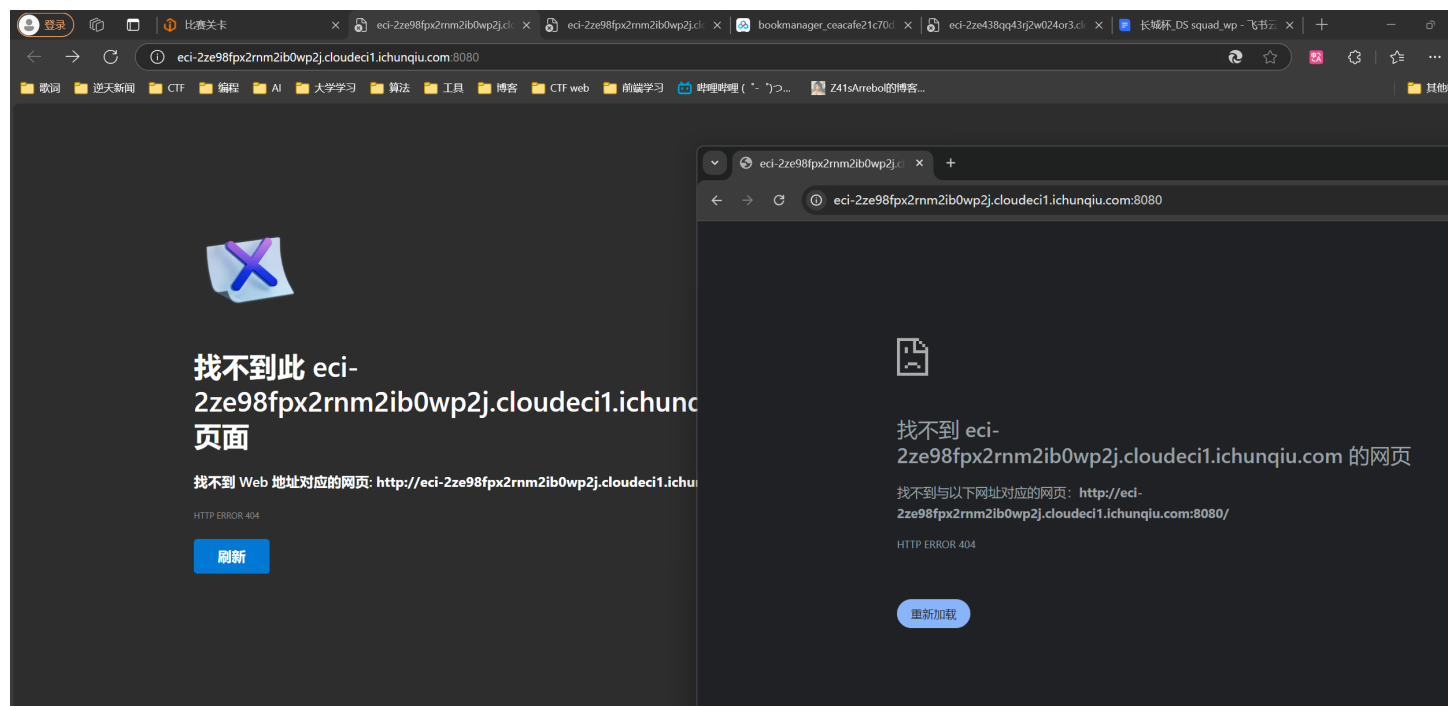 登录
比赛关卡
eci-2ze98fpx2rnm2ib0wp2j.clo
eci-2ze98fpx2rnm2ib0wp2j.clo
bookmanager_ceacafe21c70d
eci-2ze438qq43rj2w024or3.cl
长城杯_DS squad_wp - 飞书云
eci-2ze98fpx2rnm2ib0wp2j.cloudeci1.ichunqiu.com:8080
歌词
逆天新闻
CTF
编程
AI
大学学习
算法
工具
博客
CTF web
前端学习
哔哩哔哩 ( ゜- ゜)つ...
Z41sArrebol的博客...
其他
找不到此 eci-
2ze98fpx2rnm2ib0wp2j.cloudeci1.ichunq
页面
找不到 Web 地址对应的网页: http://eci-2ze98fpx2rnm2ib0wp2j.cloudeci1.ichu
HTTP ERROR 404
刷新
eci-2ze98fpx2rnm2ib0wp2j.cl
eci-2ze98fpx2rnm2ib0wp2j.cloudeci1.ichunqiu.com:8080
找不到 eci-
2ze98fpx2rnm2ib0wp2j.cloudeci1.ichunqiu.com 的网页
找不到与以下网址对应的网页：http://eci-
2ze98fpx2rnm2ib0wp2j.cloudeci1.ichunqiu.com:8080/
HTTP ERROR 404
重新加载